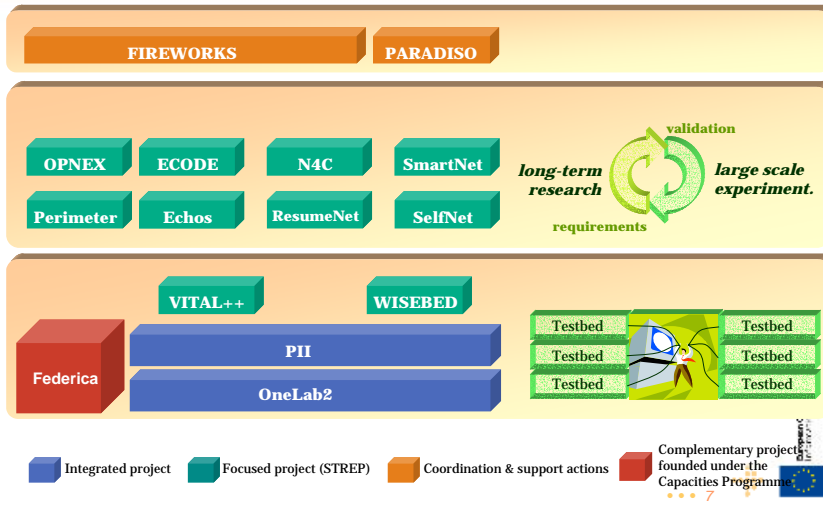 FIREWORKS
PARADISO
OPNEX
ECODE
N4C
SmartNet
Perimeter
Echos
ResumeNet
SelfNet
validation
long-term
research
large scale
experiment.
requirements
VITAL++
WISEBED
Federica
PII
OneLab2
Testbed
Testbed
Testbed
Testbed
Testbed
Testbed
Integrated project
Focused project (STREP)
Coordination & support actions
Complementary projects
founded under the
Capacities Programme
7